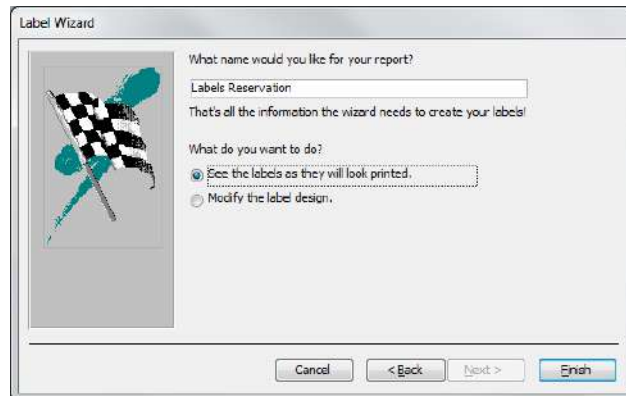 Label Wizard
What name would you like for your report?
Labels Reservation
That's all the information the wizard needs to create your labels!
What do you want to do?
See the labels as they will look printed.
Modify the label design.
Cancel < Back Next > Finish